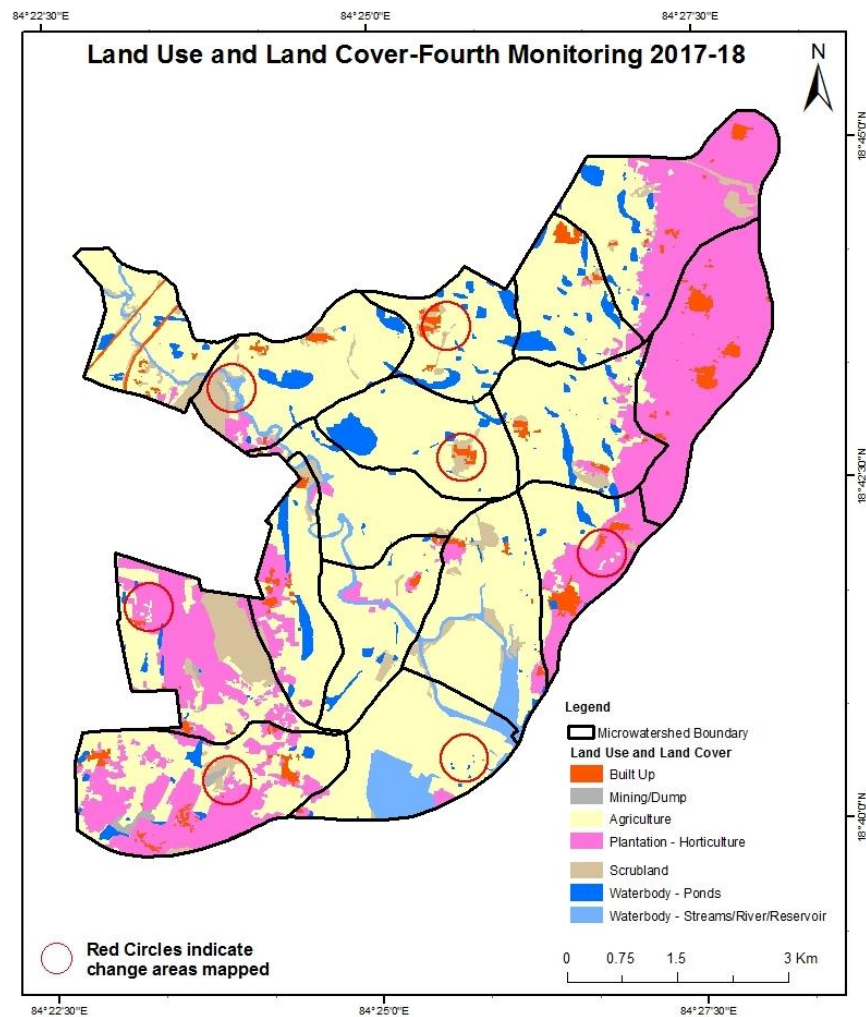 84°22'30"E 84°25'0"E 84°27'30"E
Land Use and Land Cover-Fourth Monitoring 2017-18
N
18°45'0"N
18°42'30"N
18°40'0"N
Legend
Microwatershed Boundary
Land Use and Land Cover
Built Up
Mining/Dump
Agriculture
Plantation - Horticulture
Scrubland
Waterbody - Ponds
Waterbody - Streams/River/Reservoir
Red Circles indicate
change areas mapped
0 0.75 1.5 3 Km
84°22'30"E 84°25'0"E 84°27'30"E